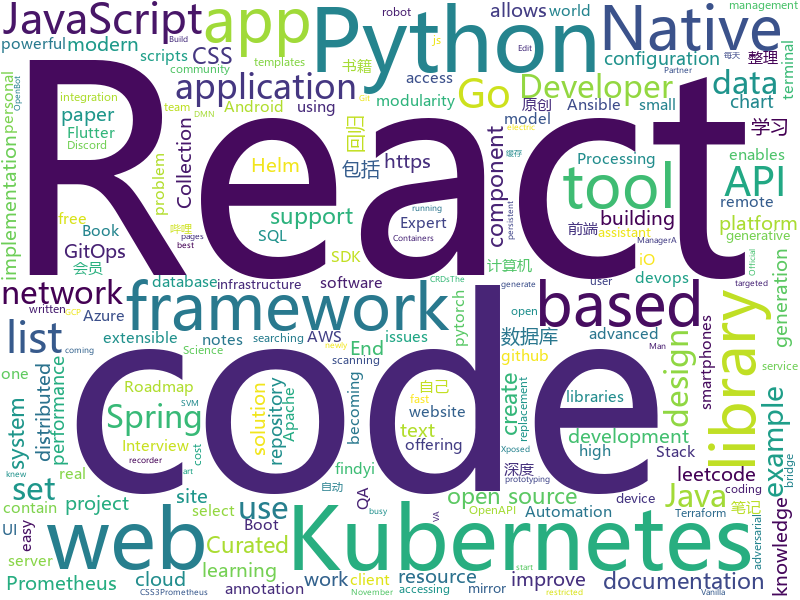 JavaScript
app
Python
Native
React
code
powerful modern
scripts CSS
allows world
書籍
configuration
management
整理
每天
terminal
personal
Discord
Flutter
Android
using
application
access
modularity
robot
Build
js
Go
原创
Edit
Ansible
Developer
small
data
chart
Partner
学习
integration
templates
team
DMN
paper
implementation
community
Git
problem
Collection
Helm
回归
包括
model
https
component
Processing
enables
API
remote
OpenBot
electric
缓存
Book
GitOps
会员
free
哔哩
support
SQL
SDK
Expert
前端
building
iO
计算机
assistant
tool
platform
generative
network
database
infrastructure
software
framework
running
Containers
persistent
pages
best
based
devops
ManagerA
Official
generation
list
Azure
written
GCP
notes
extensible
searching
AWS
issues
End
pytorch
数据库
CRDsThe
generate
user
open
advanced
github
targeted
library
smartphones
design
system
distributed
performance
one
contain
Spring
coming
Science
scanning
Roadmap
Interview
solution
repository
Apache
text
自己
fast
becoming
website
offering
replacement
create
libraries
development
high
Stack
Man
leetcode
example
set
site
SVM
cost
recorder
art
findyi
knew
深度
Xposed
prototyping
use
real
project
Boot
select
QA
open source
Java
笔记
easy
UI
web
Kubernetes
coding
Automation
OpenAPI
Terraform
bridge
adversarial
knowledge
server
Prometheus
Curated
learning
cloud
device
annotation
work
client
accessing
busy
自动
resource
mirror
improve
start
service
documentation
VA
CSS3Prometheus
November
restricted
Vanilla